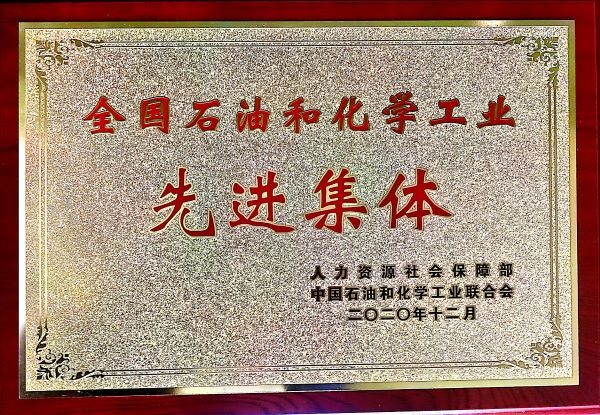 全国石油和化学工业
先进集体
人力资源社会保障部
中国石油和化学工业联合会
二〇二〇年十二月